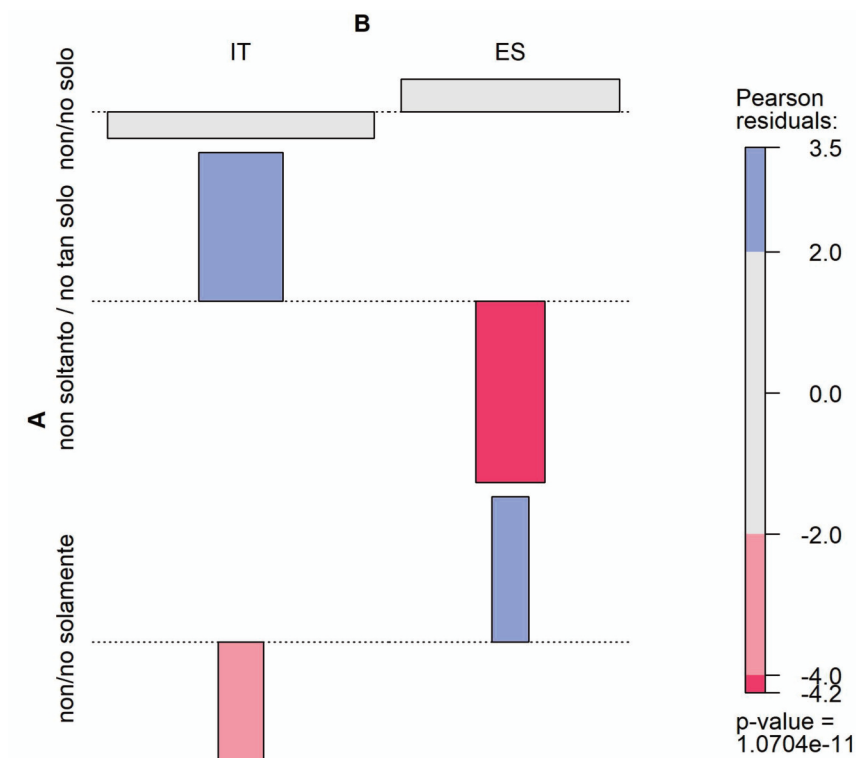 B
IT
ES
A
non/no solo
non soltanto / no tan solo
non/no solamente
Pearson
residuals:
3.5
2.0
0.0
-2.0
-4.0
-4.2
p-value =
1.0704e-11